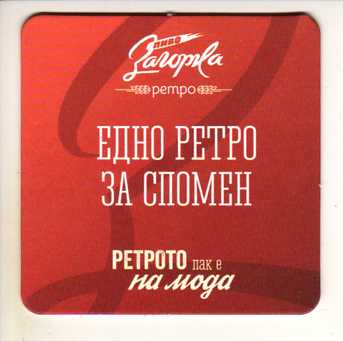 ПИВО
Загорка
ретро
ЕДНО РЕТРО
ЗА СПОМЕН
РЕТРОТО пак е
на мода